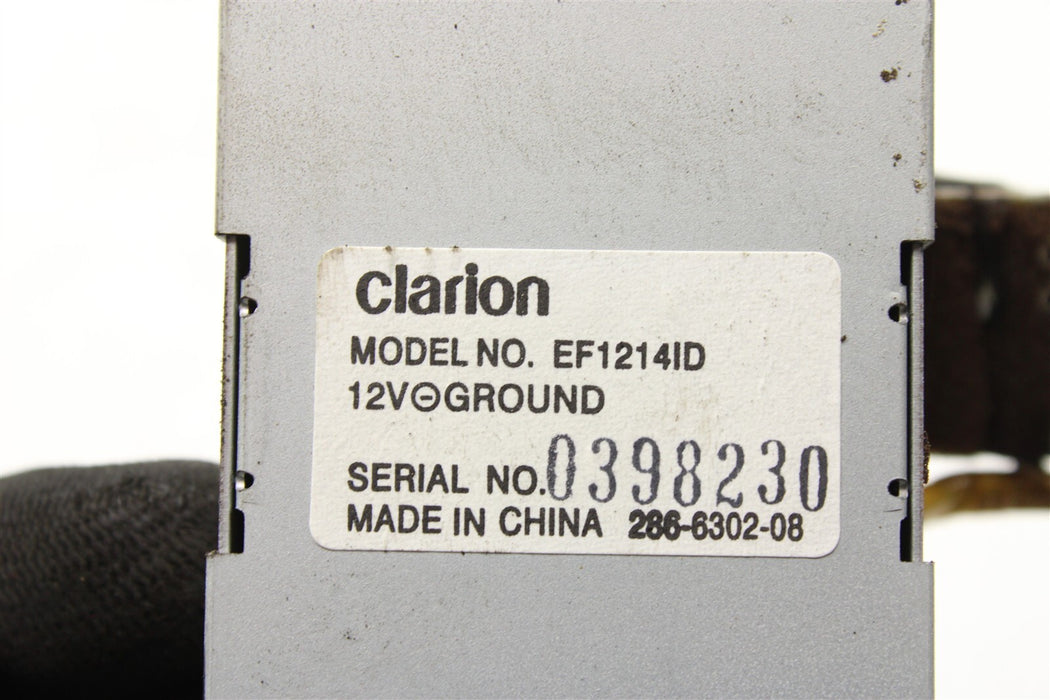 clarion
MODEL NO. EF1214ID
12V⊖GROUND
SERIAL NO. 0398230
MADE IN CHINA 286-6302-08